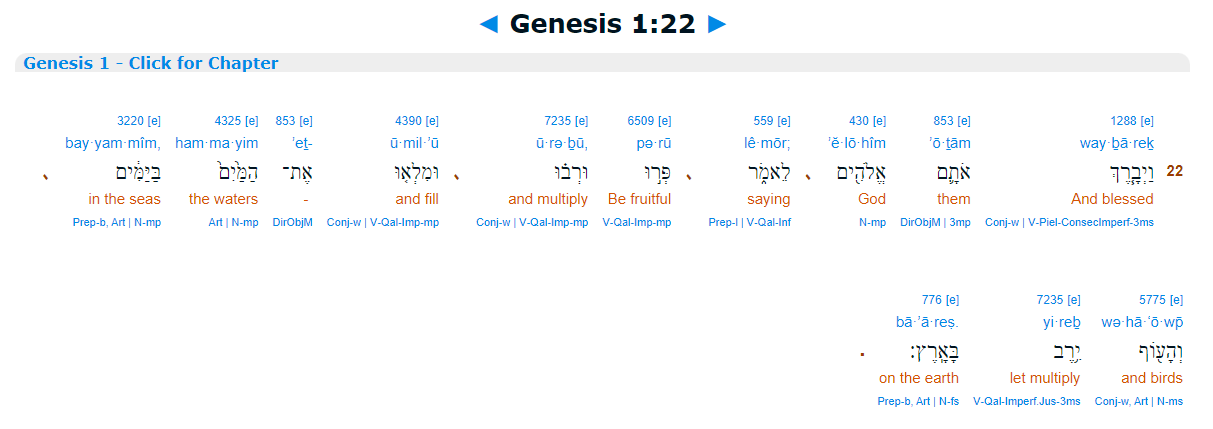 ◄ Genesis 1:22 ►
Genesis 1 - Click for Chapter
3220 [e] 4325 [e] 853 [e] 4390 [e] 7235 [e] 6509 [e] 559 [e] 430 [e] 853 [e] 1288 [e]
bay·yam·mîm, ham·ma·yim ’eṯ- ū·mil·’ū ū·rə·ḇū, pə·rū lê·mōr; ’ĕ·lō·hîm ’ō·ṯām way·ḇā·reḵ
22 וַיְבָ֧רֶךְ אֹתָ֛ם אֱלֹהִ֖ים ، לֵאמֹ֑ר ، פְּר֣וּ וּרְב֗וּ ، וּמִלְא֤וּ אֶת־ הַמַּ֙יִם֙ בַּיַּמִּ֔ים ،
in the seas the waters - and fill and multiply Be fruitful saying God them And blessed
Prep-b, Art | N-mp Art | N-mp DirObjM Conj-w | V-Qal-Imp-mp Conj-w | V-Qal-Imp-mp V-Qal-Imp-mp Prep-l | V-Qal-Inf N-mp DirObjM | 3mp Conj-w | V-Piel-ConsecImperf-3ms
776 [e] 7235 [e] 5775 [e]
bā·’ā·reṣ. yi·reḇ wə·hā·‘ō·wp̄
וְהָע֖וֹף יִ֥רֶב בָּאָֽרֶץ׃ .
on the earth let multiply and birds
Prep-b, Art | N-fs V-Qal-Imperf.Jus-3ms Conj-w, Art | N-ms